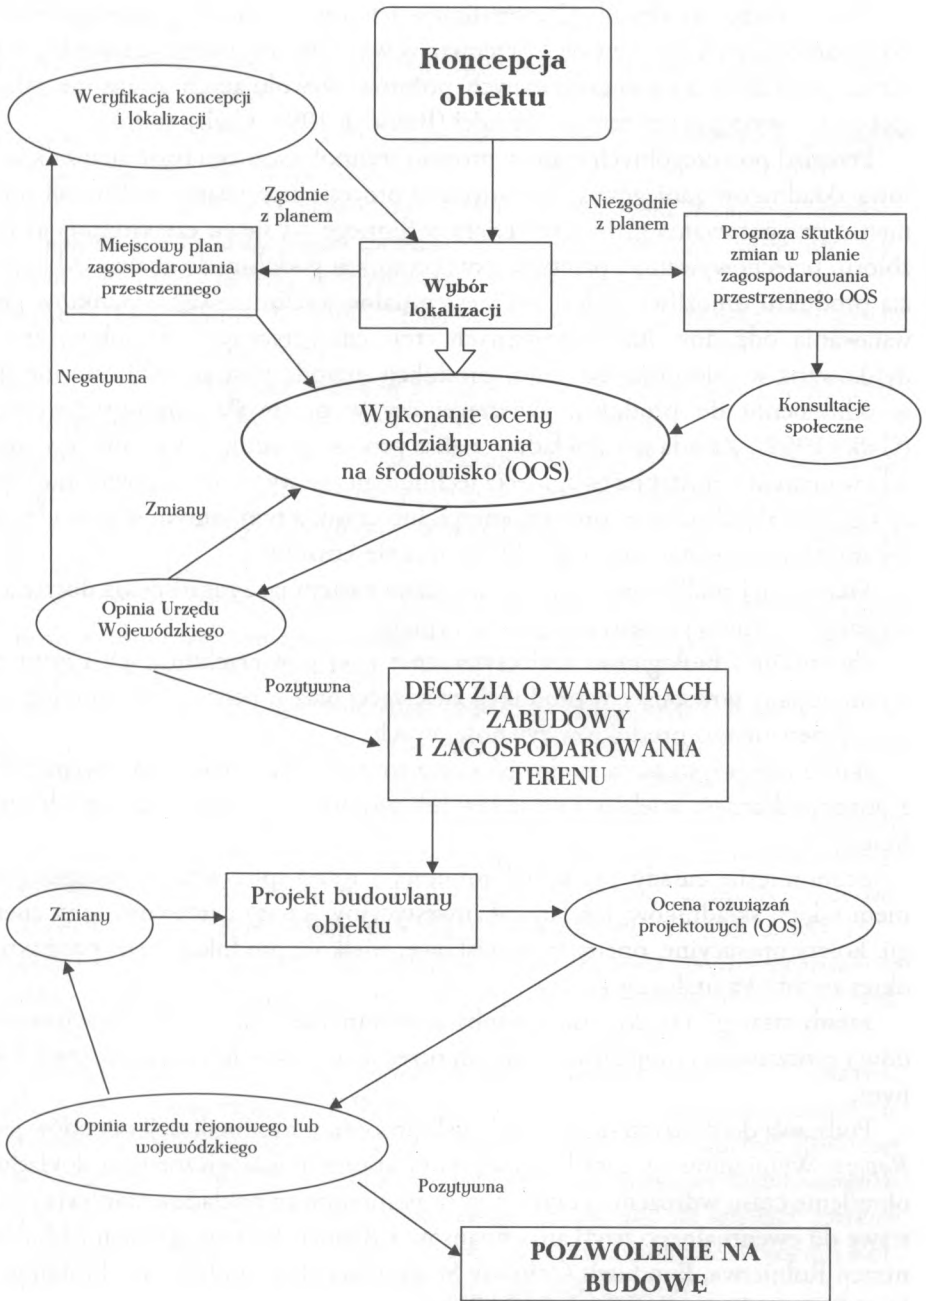 Koncepcja
obiektu
Weryfikacja koncepcji
i lokalizacji
Zgodnie
z planem
Niezgodnie
z planem
Miejscowy plan
zagospodarowania
przestrzennego
Wybór
lokalizacji
Prognoza skutków
zmian w planie
zagospodarowania
przestrzennego OOS
Negatywna
Wykonanie oceny
oddziaływania
na środowisko (OOS)
Konsultacje
społeczne
Zmiany
Opinia Urzędu
Wojewódzkiego
Pozytywna
DECYZJA O WARUNKACH
ZABUDOWY
I ZAGOSPODAROWANIA
TERENU
Zmiany
Projekt budowlany
obiektu
Ocena rozwiązań
projektowych (OOS)
Opinia urzędu rejonowego lub
wojewódzkiego
Pozytywna
POZWOLENIE NA
BUDOWĘ